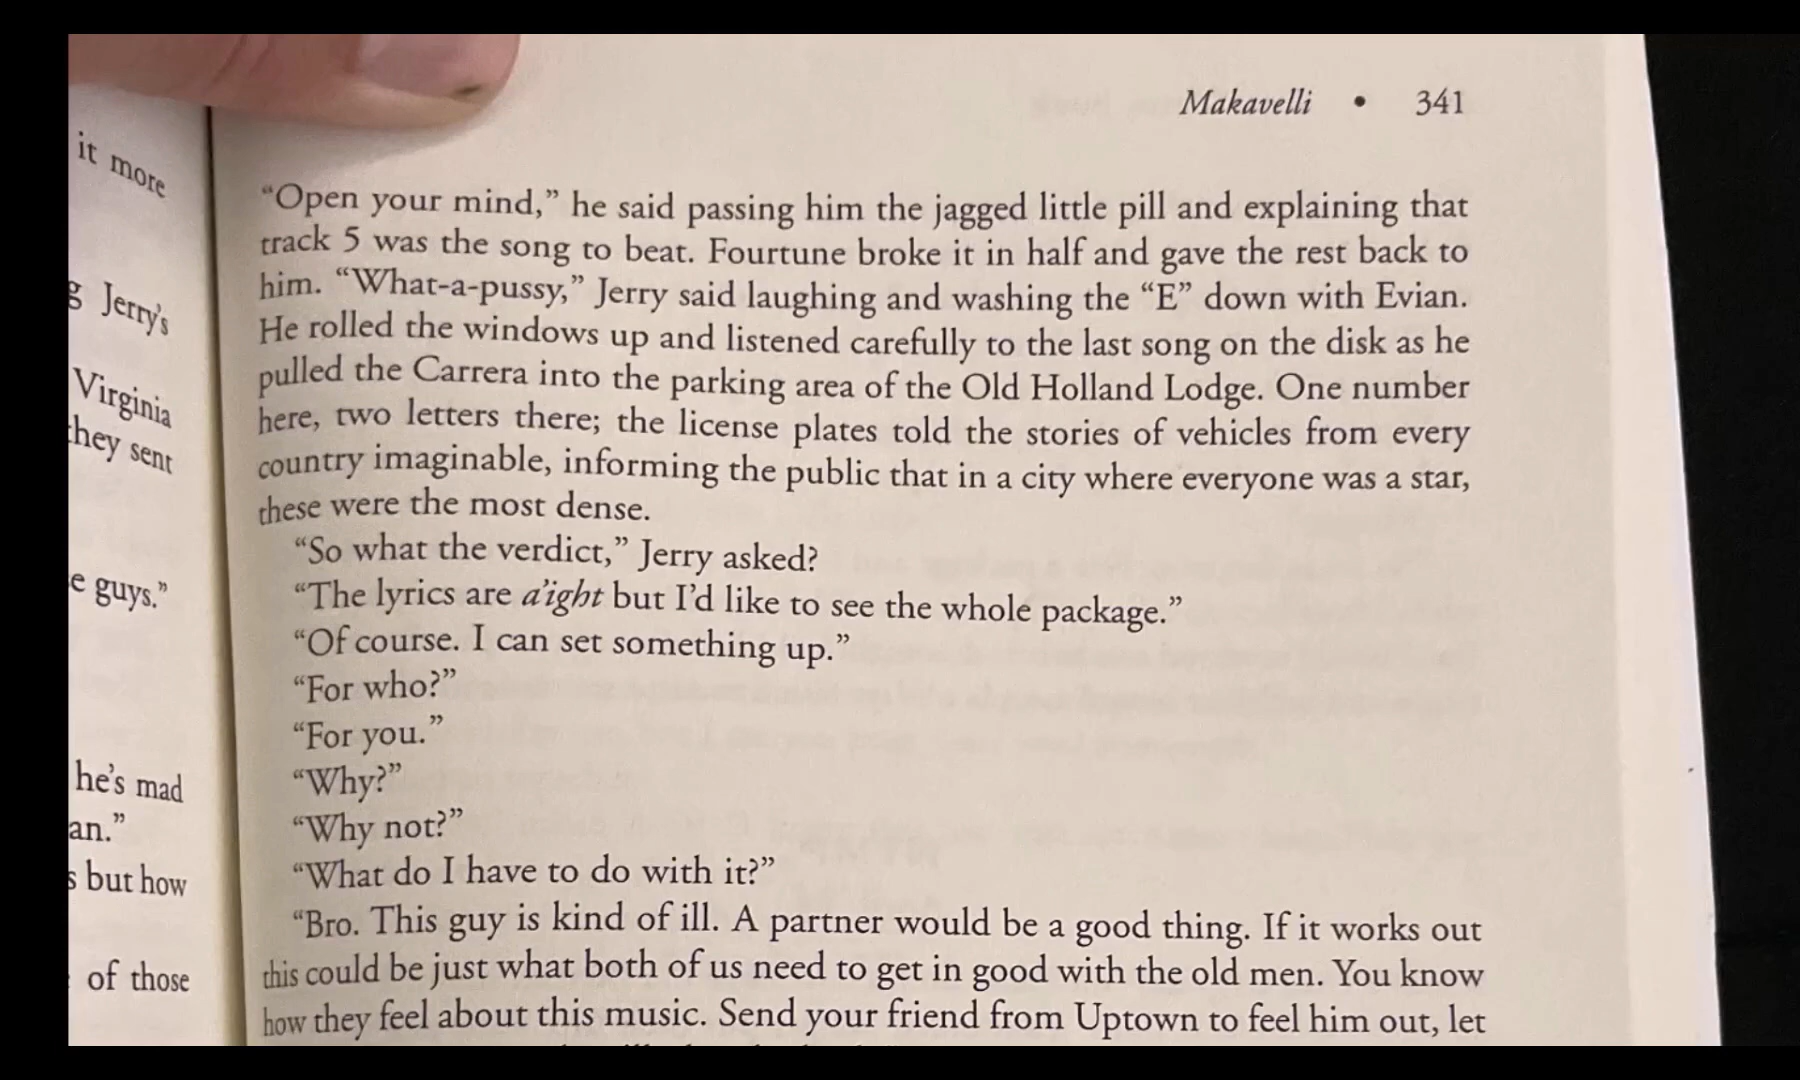 it more
g Jerry's
Virginia
they sent
e guys.”
he's mad
an.”
s but how
of those
Makavelli • 341
“Open your mind,” he said passing him the jagged little pill and explaining that
track 5 was the song to beat. Fourtune broke it in half and gave the rest back to
him. “What-a-pussy,” Jerry said laughing and washing the “E” down with Evian.
He rolled the windows up and listened carefully to the last song on the disk as he
pulled the Carrera into the parking area of the Old Holland Lodge. One number
here, two letters there; the license plates told the stories of vehicles from every
country imaginable, informing the public that in a city where everyone was a star,
these were the most dense.
“So what the verdict,” Jerry asked?
“The lyrics are a'ight but I'd like to see the whole package.”
“Of course. I can set something up.”
“For who?”
“For you.”
“Why?”
“Why not?”
“What do I have to do with it?”
“Bro. This guy is kind of ill. A partner would be a good thing. If it works out
this could be just what both of us need to get in good with the old men. You know
how they feel about this music. Send your friend from Uptown to feel him out, let